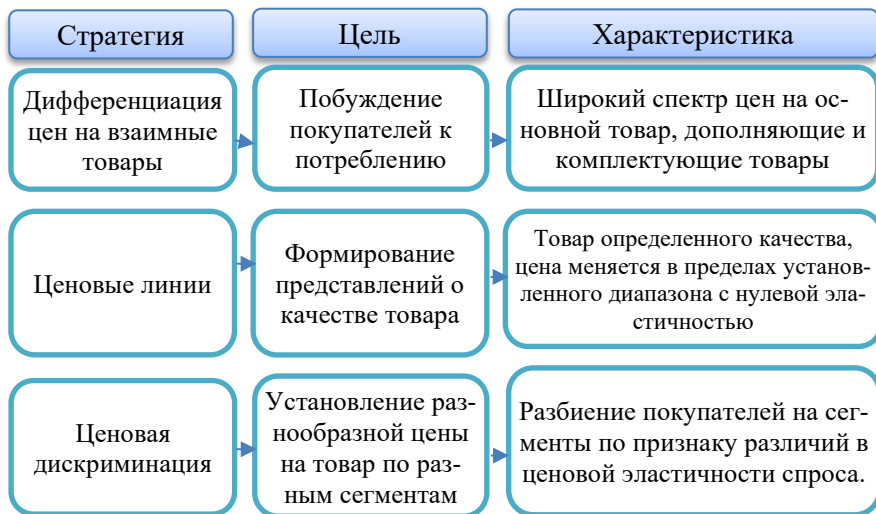 Стратегия
Цель
Характеристика
Дифференциация
цен на взаимные
товары
Побуждение
покупателей к
потреблению
Широкий спектр цен на ос-
новной товар, дополняющие и
комплектующие товары
Ценовые линии
Формирование
представлений о
качестве товара
Товар определенного качества,
цена меняется в пределах установ-
ленного диапазона с нулевой эла-
стичностью
Ценовая
дискриминация
Установление раз-
нообразной цены
на товар по раз-
ным сегментам
Разбиение покупателей на сег-
менты по признаку различий в
ценовой эластичности спроса.